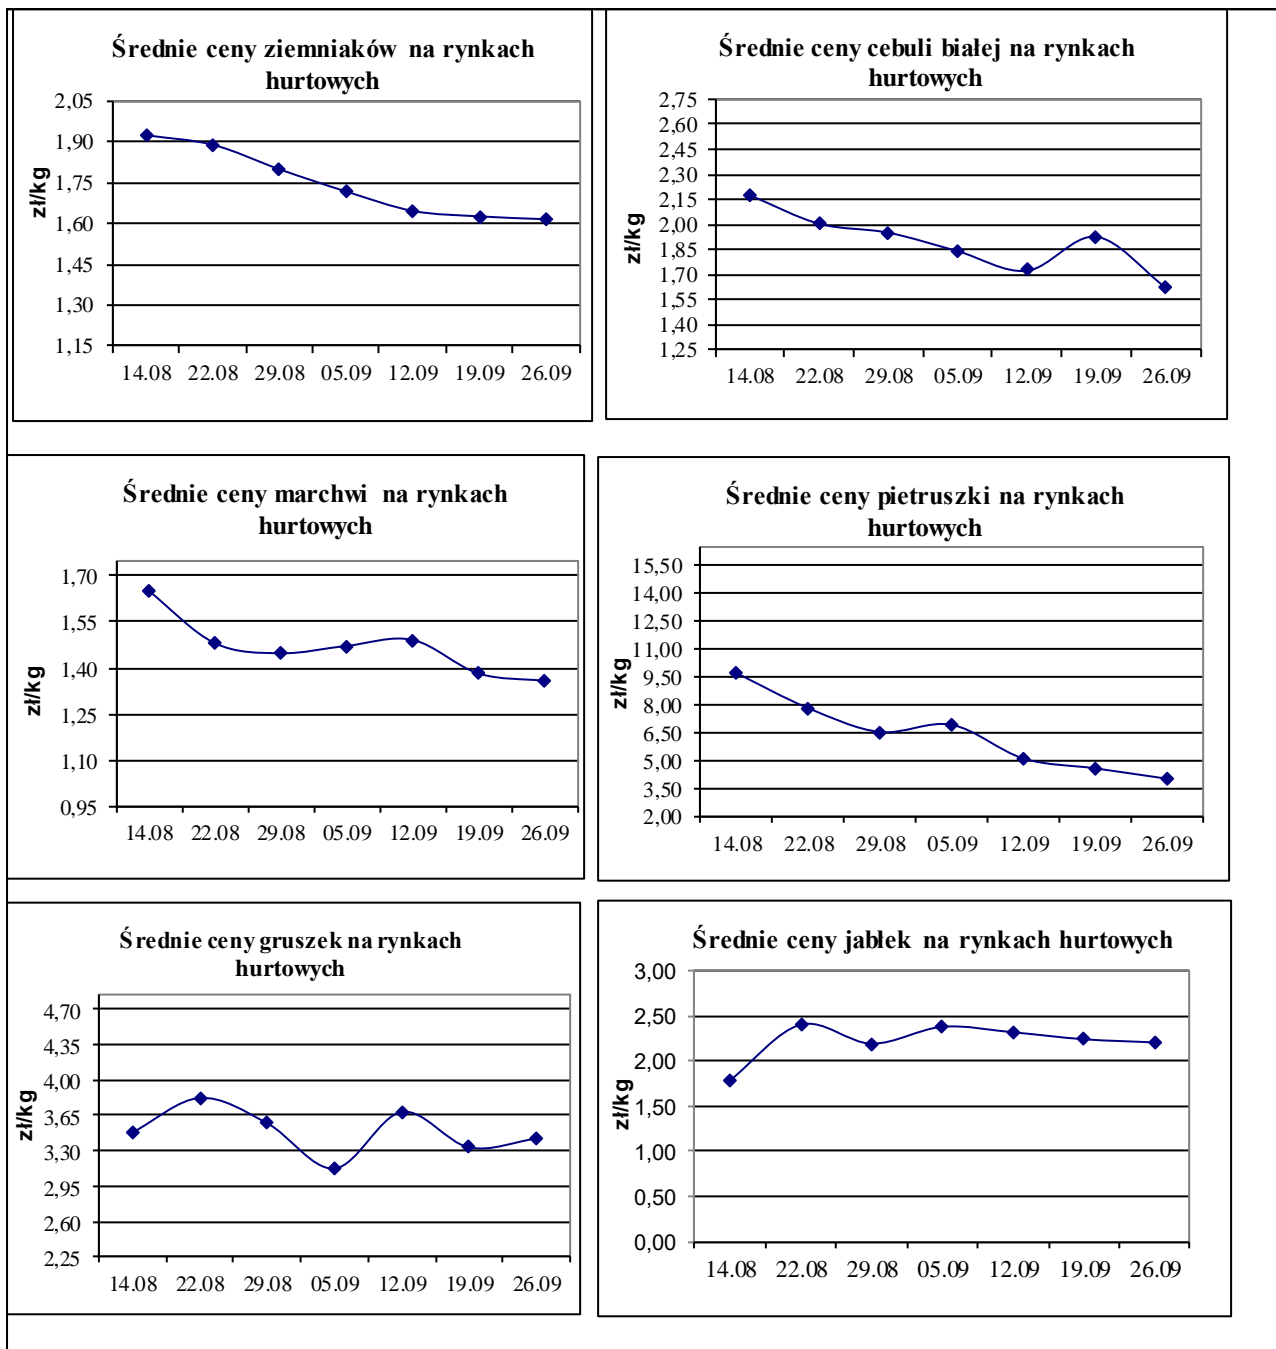 Średnie ceny ziemniaków na rynkach
hurtowych
2,05
1,90
1,75
1,60
1,45
1,30
1,15
zł/kg
14.08 22.08 29.08 05.09 12.09 19.09 26.09
Średnie ceny cebuli białej na rynkach
hurtowych
2,75
2,60
2,45
2,30
2,15
2,00
1,85
1,70
1,55
1,40
1,25
zł/kg
14.08 22.08 29.08 05.09 12.09 19.09 26.09
Średnie ceny marchwi na rynkach
hurtowych
1,70
1,55
1,40
1,25
1,10
0,95
zł/kg
14.08 22.08 29.08 05.09 12.09 19.09 26.09
Średnie ceny pietruszki na rynkach
hurtowych
15,50
14,00
12,50
11,00
9,50
8,00
6,50
5,00
3,50
2,00
zł/kg
14.08 22.08 29.08 05.09 12.09 19.09 26.09
Średnie ceny gruszek na rynkach
hurtowych
4,70
4,35
4,00
3,65
3,30
2,95
2,60
2,25
zł/kg
14.08 22.08 29.08 05.09 12.09 19.09 26.09
Średnie ceny jabłek na rynkach hurtowych
3,00
2,50
2,00
1,50
1,00
0,50
0,00
zł/kg
14.08 22.08 29.08 05.09 12.09 19.09 26.09